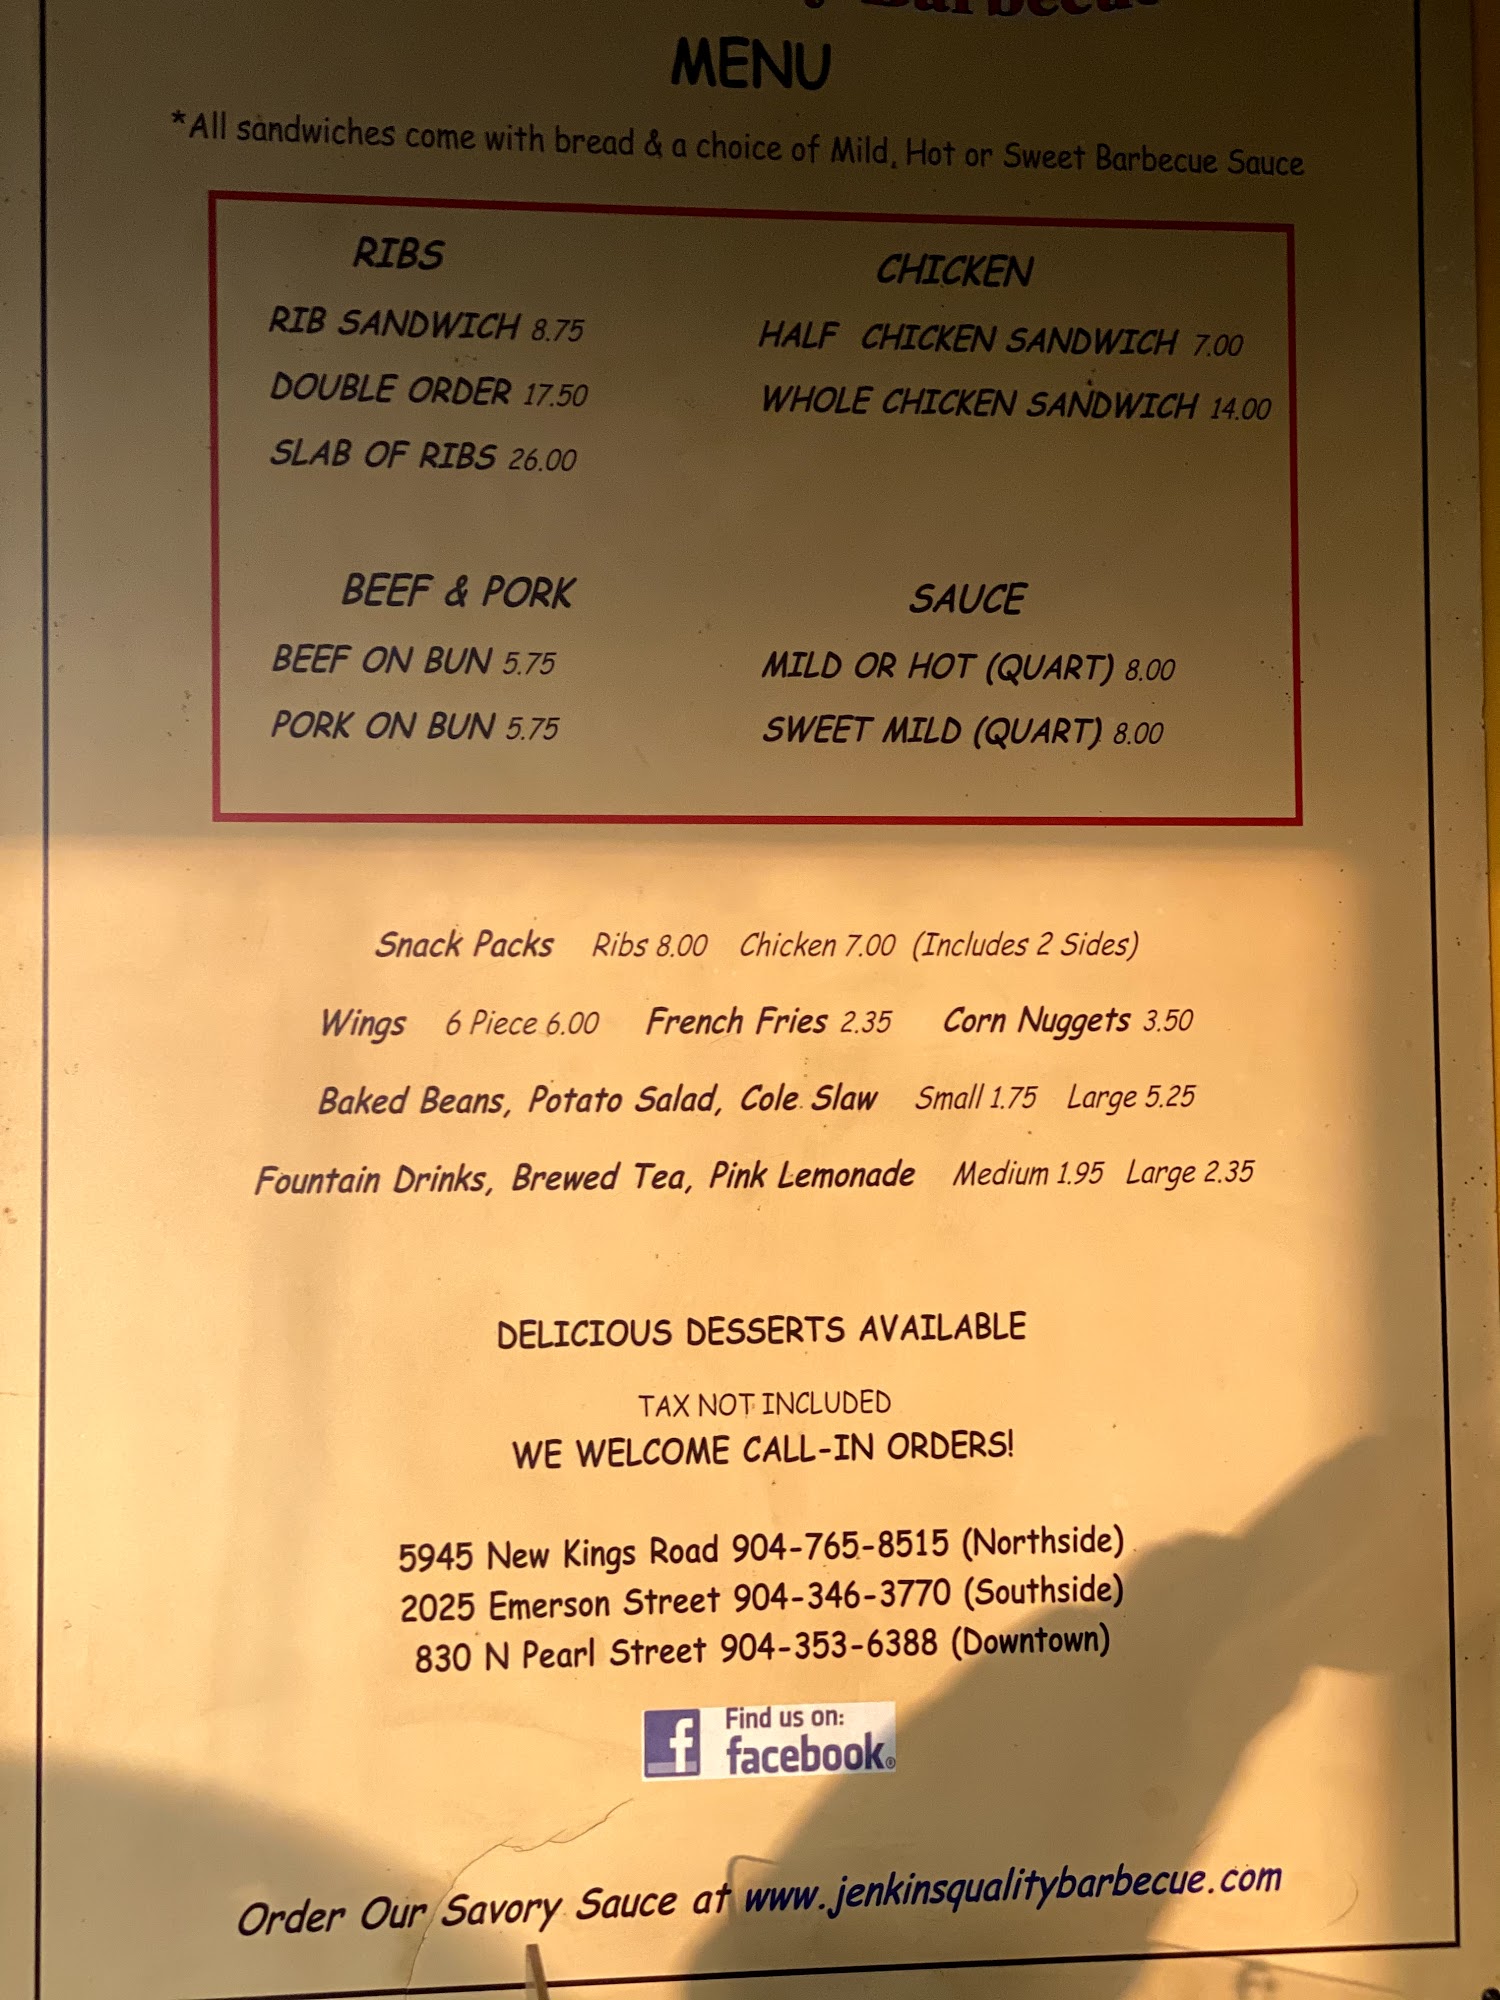 Barbecue
MENU
*All sandwiches come with bread & a choice of Mild, Hot or Sweet Barbecue Sauce
RIBS
RIB SANDWICH 8.75
DOUBLE ORDER 17.50
SLAB OF RIBS 26.00
CHICKEN
HALF CHICKEN SANDWICH 7.00
WHOLE CHICKEN SANDWICH 14.00
BEEF & PORK
BEEF ON BUN 5.75
PORK ON BUN 5.75
SAUCE
MILD OR HOT (QUART) 8.00
SWEET MILD (QUART) 8.00
Snack Packs Ribs 8.00 Chicken 7.00 (Includes 2 Sides)
Wings 6 Piece 6.00 French Fries 2.35 Corn Nuggets 3.50
Baked Beans, Potato Salad, Cole Slaw Small 1.75 Large 5.25
Fountain Drinks, Brewed Tea, Pink Lemonade Medium 1.95 Large 2.35
DELICIOUS DESSERTS AVAILABLE
TAX NOT INCLUDED
WE WELCOME CALL-IN ORDERS!
5945 New Kings Road 904-765-8515 (Northside)
2025 Emerson Street 904-346-3770 (Southside)
830 N Pearl Street 904-353-6388 (Downtown)
f Find us on:
facebook®
Order Our Savory Sauce at www.jenkinsqualitybarbecue.com